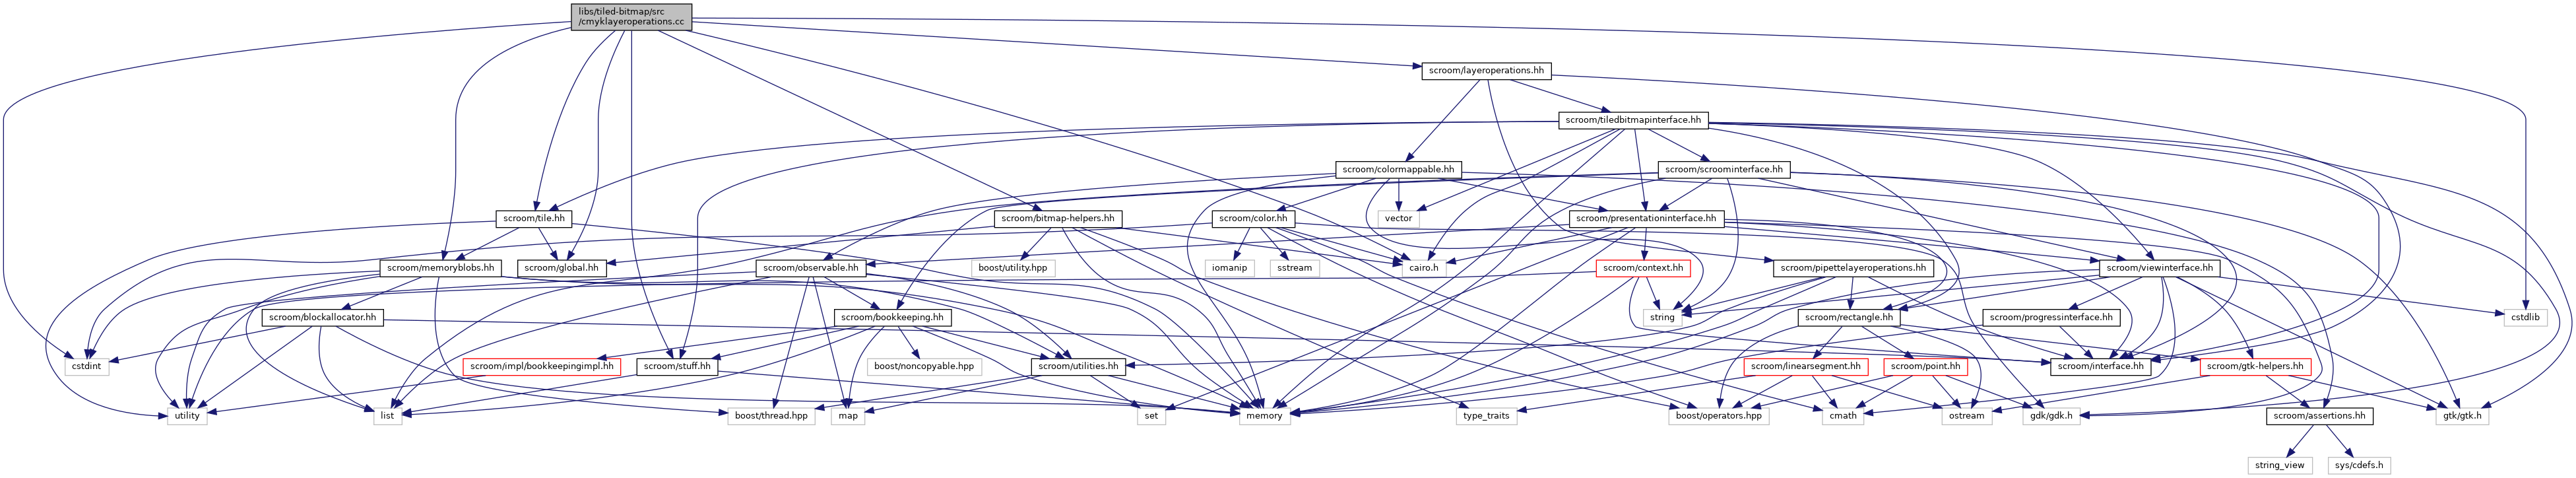 libs/tiled-bitmap/src
/cmyklayeroperations.cc
scroom/layeroperations.hh
scroom/tiledbitmapinterface.hh
scroom/colormappable.hh
scroom/scroominterface.hh
scroom/tile.hh
scroom/bitmap-helpers.hh
scroom/color.hh
vector
scroom/presentationinterface.hh
scroom/memoryblobs.hh
scroom/global.hh
scroom/observable.hh
boost/utility.hpp
iomanip
sstream
cairo.h
scroom/context.hh
scroom/pipettelayeroperations.hh
scroom/viewinterface.hh
scroom/blockallocator.hh
scroom/bookkeeping.hh
string
scroom/rectangle.hh
scroom/progressinterface.hh
cstdlib
cstdint
scroom/impl/bookkeepingimpl.hh
scroom/stuff.hh
boost/noncopyable.hpp
scroom/utilities.hh
scroom/linearsegment.hh
scroom/point.hh
scroom/interface.hh
scroom/gtk-helpers.hh
utility
list
boost/thread.hpp
map
set
memory
type_traits
boost/operators.hpp
cmath
ostream
gdk/gdk.h
scroom/assertions.hh
gtk/gtk.h
string_view
sys/cdefs.h